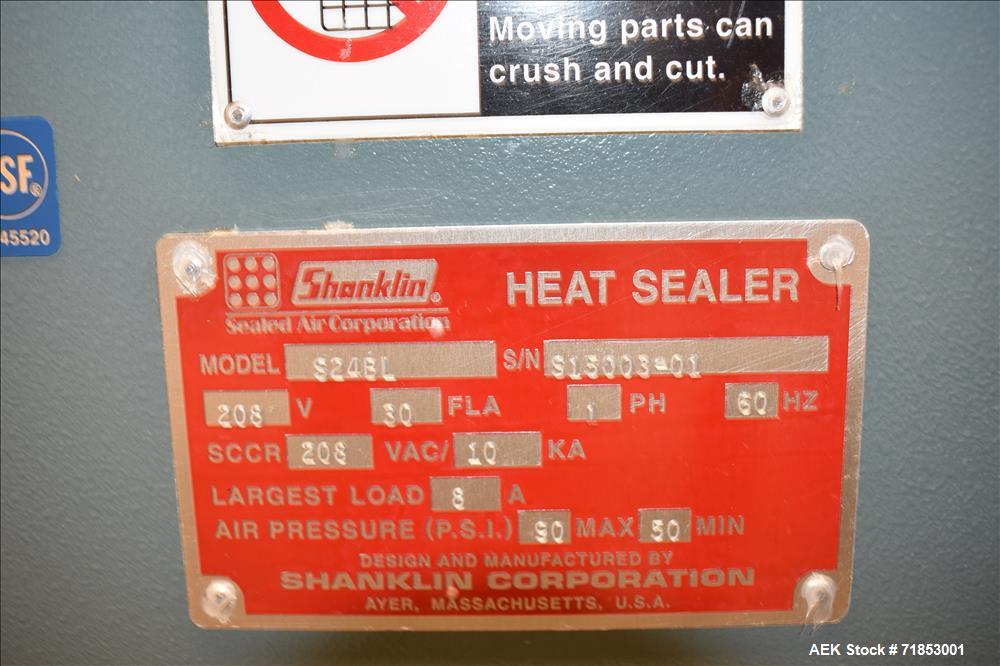 Moving parts can
crush and cut.
SF®
45520
Shanklin®
Sealed Air Corporation
HEAT SEALER
MODEL S24BL S/N S15003-01
208 V 30 FLA 1 PH 60 HZ
SCCR 208 VAC/ 10 KA
LARGEST LOAD 8 A
AIR PRESSURE (P.S.I.) 90 MAX 50 MIN
DESIGN AND MANUFACTURED BY
SHANKLIN CORPORATION
AYER, MASSACHUSETTS, U.S.A.
AEK Stock # 71853001